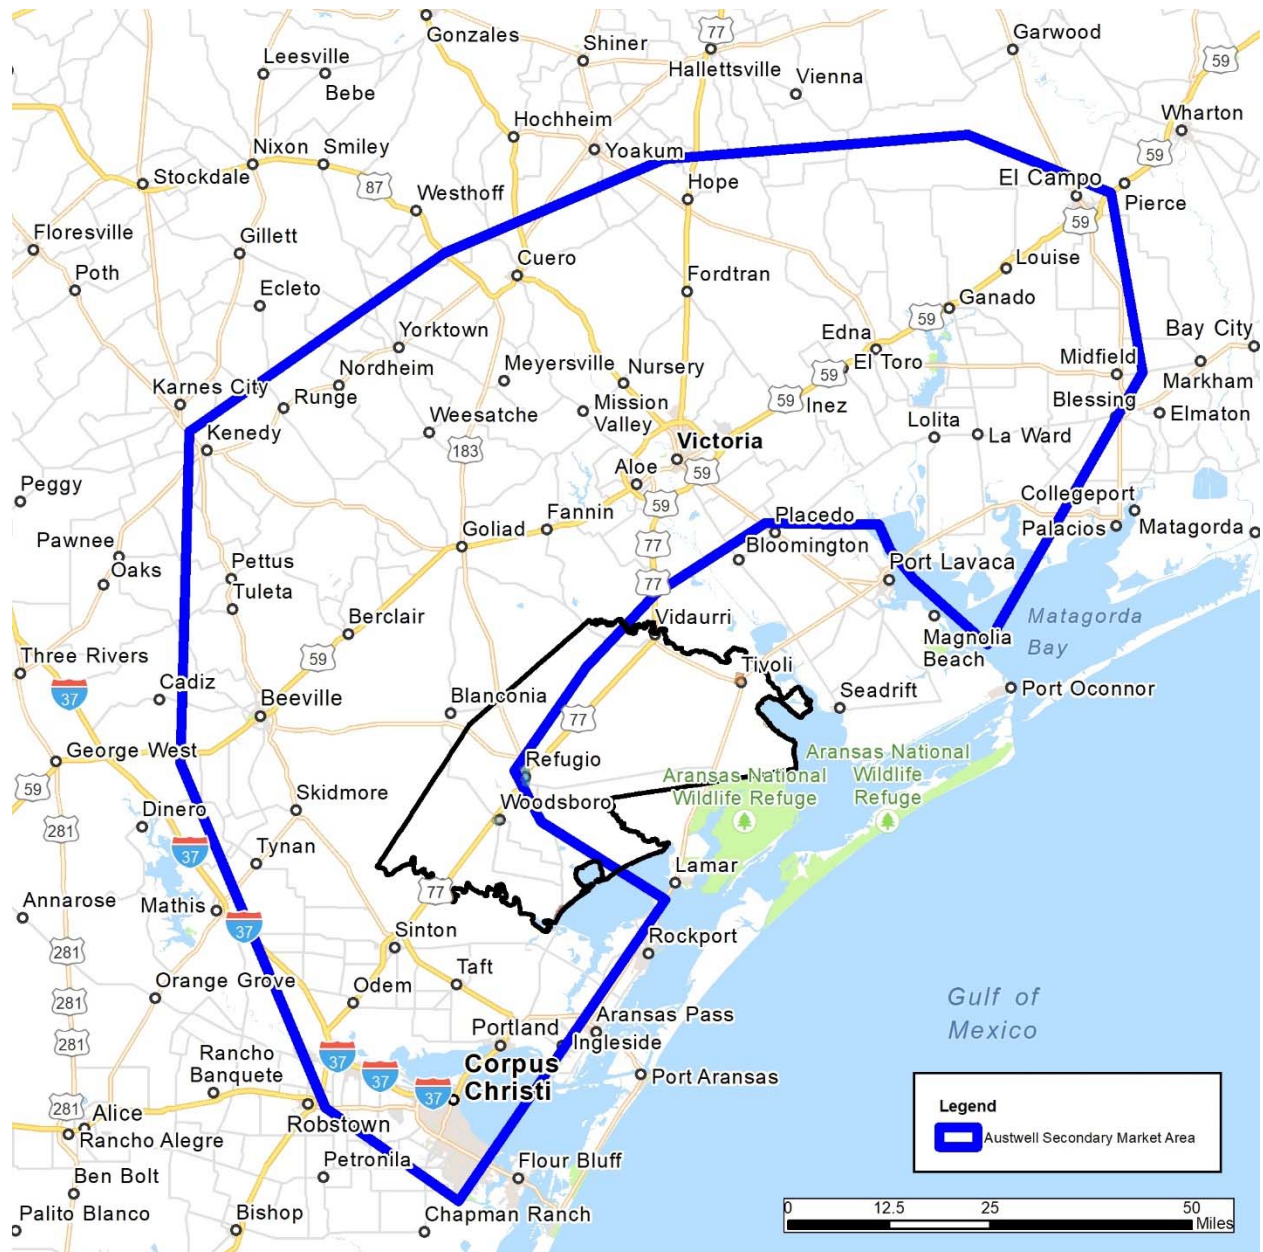 Gonzales
Shiner
77
Garwood
Leesville
Hallettsville
59
Bebe
Vienna
Hochheim
Wharton
Nixon
Smiley
Yoakum
59
Stockdale
87
Westhoff
Hope
El Campo
Pierce
59
Floresville
Gillett
Cuero
Louise
Poth
Ecleto
Fordtran
Ganado
59
Yorktown
Edna
Bay City
Nordheim
Meyersville
Nursery
El Toro
Midfield
59
Karnes City
Markham
Runge
Mission
Valley
Inez
Blessing
Elmaton
59
Weesatche
Lolita
Kenedy
Victoria
La Ward
183
Aloe
59
Peggy
Collegeport
59
Fannin
Placedo
Palacios
Matagorda
Goliad
Pawnee
77
Bloomington
Oaks
Pettus
Port Lavaca
77
Tuleta
Berclair
Vidaurri
Magnolia
Beach
Matagorda
Bay
59
Three Rivers
Tivoli
37
Cadiz
Beeville
Blanconia
Seadrift
Port Oconnor
77
George West
Refugio
Aransas National
Wildlife
Refuge
Aransas National
Wildlife Refuge
59
Skidmore
Woodsboro
Dinero
281
37
Tynan
Lamar
77
Annarose
Mathis
37
Sinton
Rockport
281
Taft
Orange Grove
Odem
281
Gulf of
Mexico
Aransas Pass
Portland
Ingleside
281
37
Rancho
Banquete
Corpus
Christi
37
37
Port Aransas
281
Alice
Robstown
Rancho Alegre
Petronila
Flour Bluff
Ben Bolt
Palito Blanco
Bishop
Chapman Ranch
Legend
Austwell Secondary Market Area
0 12.5 25 50
Miles